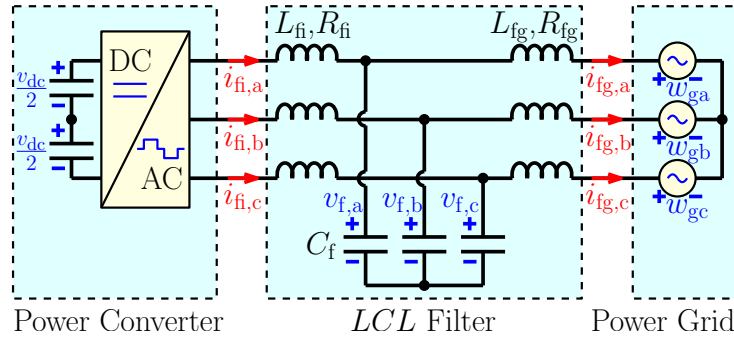 L_fi, R_fi
L_fg, R_fg
+
v_dc/2
−
+
v_dc/2
−
DC
AC
i_fi,a
i_fi,b
i_fi,c
i_fg,a
i_fg,b
i_fg,c
+ −
w_ga
+ −
w_gb
+ −
w_gc
v_f,a v_f,b v_f,c
+ + +
C_f
− − −
Power Converter
LCL Filter
Power Grid